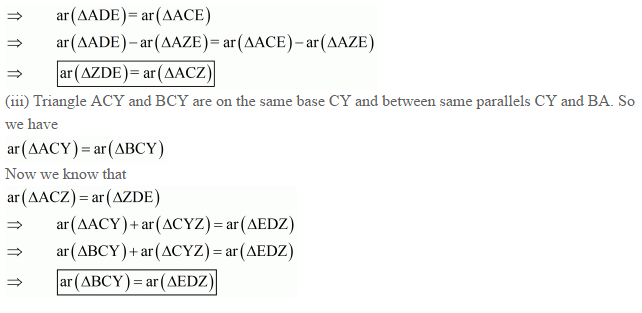 ⇒ ar(ΔADE)= ar(ΔACE)
⇒ ar(ΔADE)−ar(ΔAZE)= ar(ΔACE)−ar(ΔAZE)
⇒ ar(ΔZDE)= ar(ΔACZ)
(iii) Triangle ACY and BCY are on the same base CY and between same parallels CY and BA. So
we have
ar(ΔACY)=ar(ΔBCY)
Now we know that
ar(ΔACZ)=ar(ΔZDE)
⇒ ar(ΔACY)+ar(ΔCYZ)=ar(ΔEDZ)
⇒ ar(ΔBCY)+ar(ΔCYZ)=ar(ΔEDZ)
⇒ ar(ΔBCY)=ar(ΔEDZ)